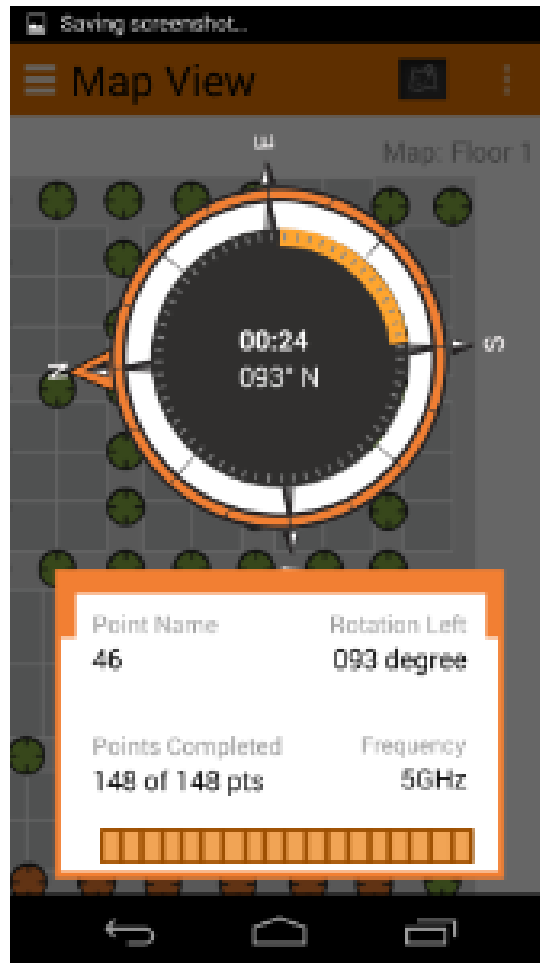 Saving screenshot...
Map View
Map: Floor 1
E
S
N
00:24
093° N
Point Name
46
Rotation Left
093 degree
Points Completed
148 of 148 pts
Frequency
5GHz